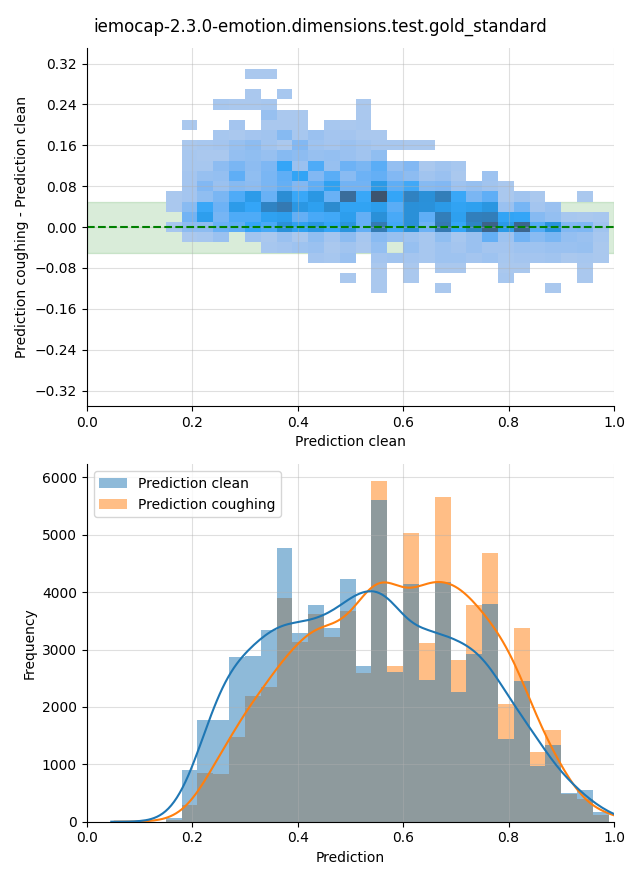 iemocap-2.3.0-emotion.dimensions.test.gold_standard
Prediction coughing - Prediction clean
0.32
0.24
0.16
0.08
0.00
−0.08
−0.16
−0.24
−0.32
0.0 0.2 0.4 0.6 0.8 1.0
Prediction clean
Frequency
6000
5000
4000
3000
2000
1000
0
Prediction clean
Prediction coughing
0.0 0.2 0.4 0.6 0.8 1.0
Prediction